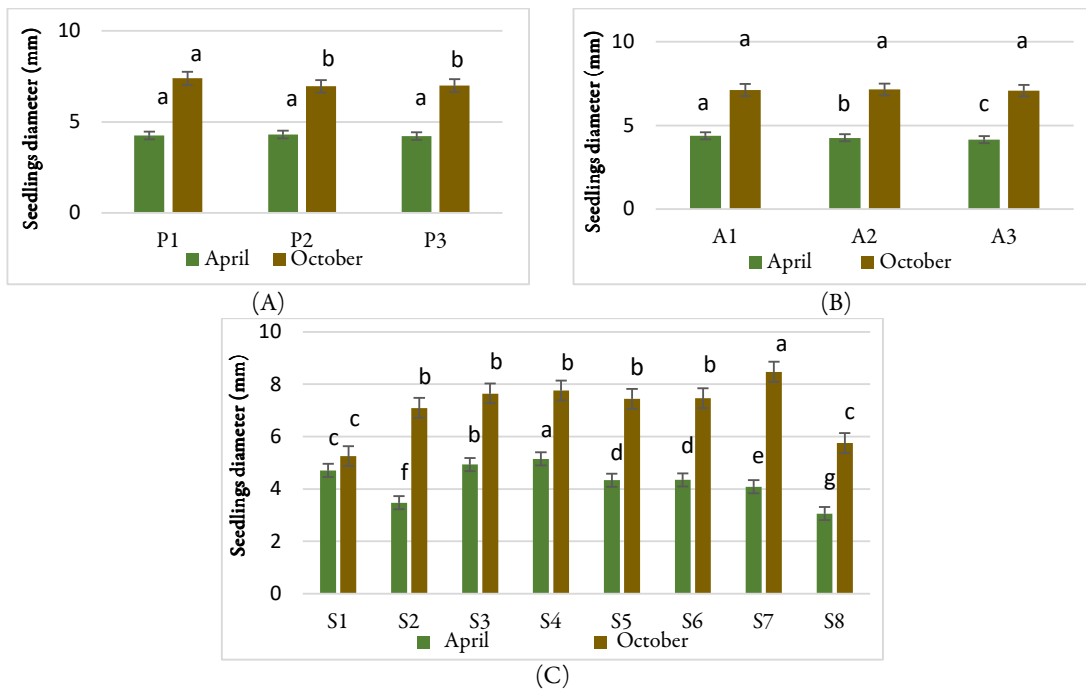 Seedlings diameter (mm)
10
5
0
a
a
a
b
a
b
P1 P2 P3
April October
(A)
Seedlings diameter (mm)
10
5
0
a
a
b
a
c
a
A1 A2 A3
April October
(B)
Seedlings diameter (mm)
10
8
6
4
2
0
c
c
f
b
b
b
a
b
d
b
d
b
e
a
g
c
S1 S2 S3 S4 S5 S6 S7 S8
April October
(C)